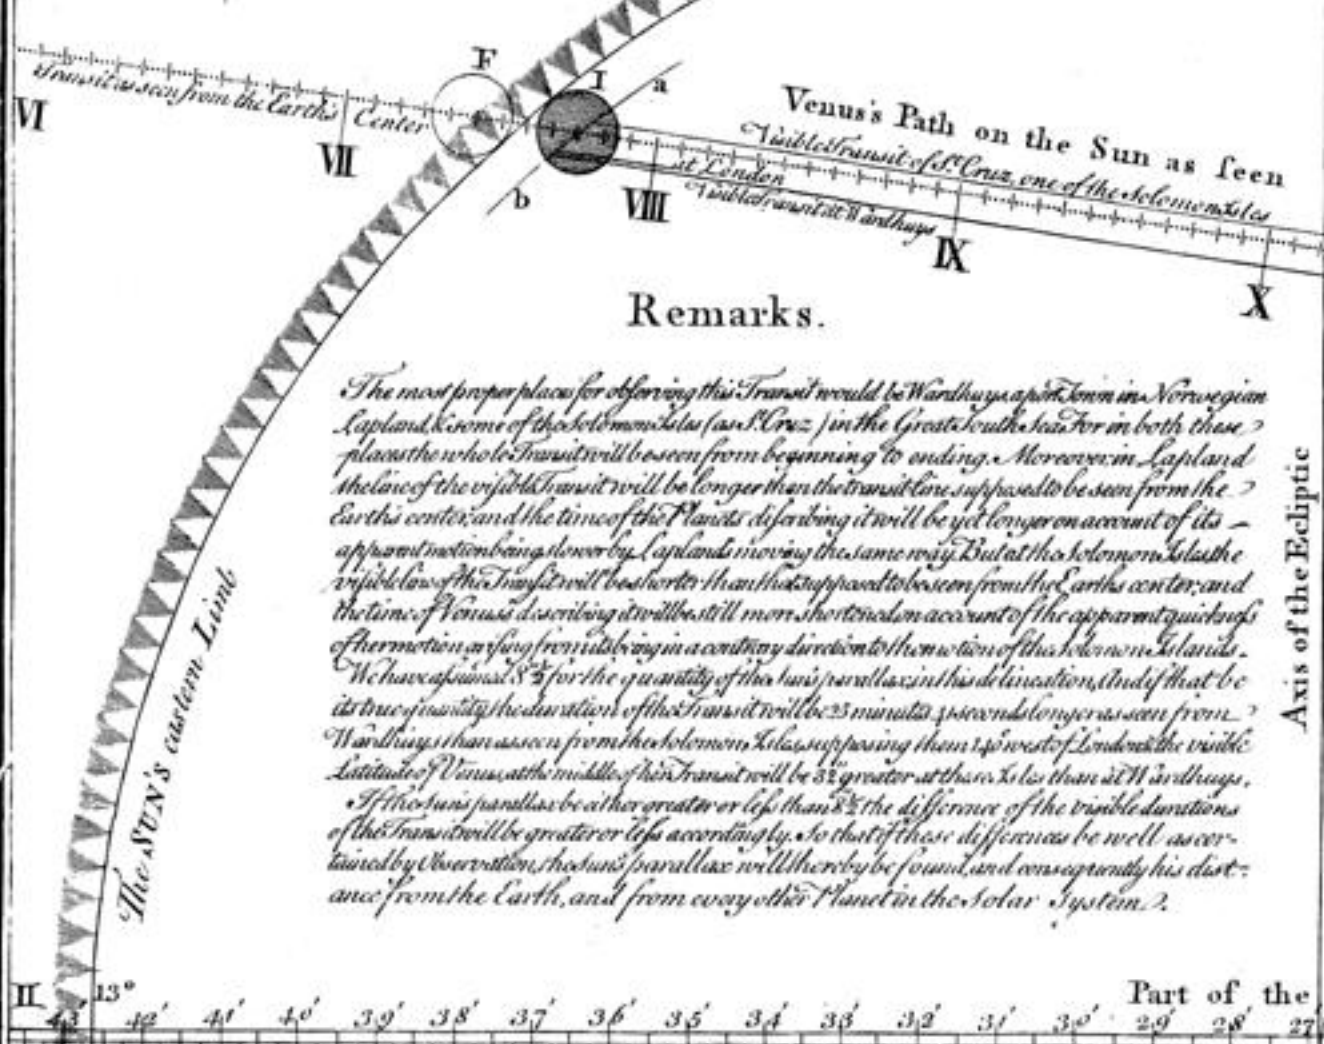 F
I
a
Transit as seen from the Earth's Center
VI
VII
Venus's Path on the Sun as ſeen
Visible Transit of St. Cruz, one of the Solomon Isles
at London
Visible Transit at Wardhuys
b
VIII
IX
X
Remarks.
The most proper places for obſerving this Transit would be Wardhuys a port Town in Norwegian
Lapland, & some of the Solomon Isles (as St. Cruz) in the Great South Sea. For in both these
places the whole Transit will be seen from beginning to ending. Moreover in Lapland
the line of the viſible Transit will be longer than the transit line supposed to be seen from the
Earth's center; and the time of the Planets diſcribing it will be yet longer on account of its
apparent motion being slower by Laplands moving the same way. But at the Solomon Isles the
viſible line of the Tranſit will be shorter than that supposed to be seen from the Earths center; and
the time of Venus's describing it will be still more shortened on account of the apparent quickneſs
of her motion ariſing from its being in a contrary direction to the motion of the Solomon Islands.
We have aſsumed 8"½ for the quantity of the Sun's parallax in this delineation, And if that be
its true quantity, the duration of the Transit will be 23 minutes seconds longer as seen from
Wardhuys than as seen from the Solomon Isles, supposing them 140° west of London; & the visible
Latitude of Venus, at the middle of her Transit will be 32" greater at these Isles than at Wardhuys.
If the Sun's parallax be either greater or leſs than 8"½, the difference of the visible durations
of the Transit will be greater or leſs accordingly. So that if these differences be well ascer-
tained by Observation, the Sun's parallax will thereby be found, and consequently his dist-
ance from the Earth, and from every other Planet in the Solar System.
Axis of the Ecliptic
The SUN's eastern Limb
II
13°
Part of the
43' 42' 41' 40' 39' 38' 37' 36' 35' 34' 33' 32' 31' 30' 29' 28' 27